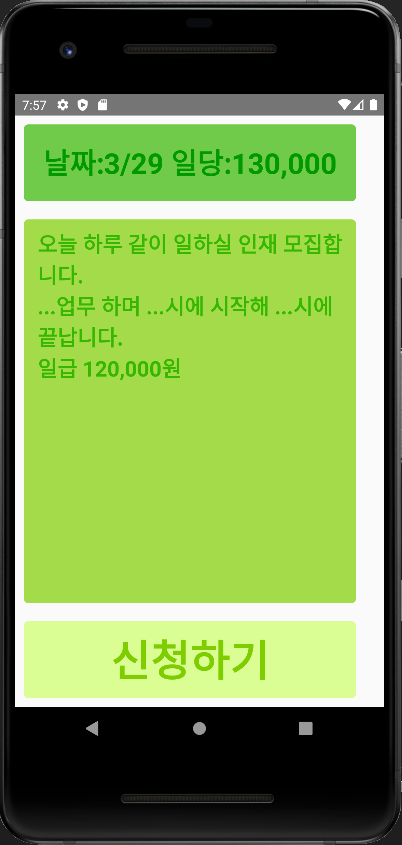 7:57
날짜:3/29 일당:130,000
오늘 하루 같이 일하실 인재 모집합
니다.
...업무 하며 ...시에 시작해 ...시에
끝납니다.
일급 120,000원
신청하기